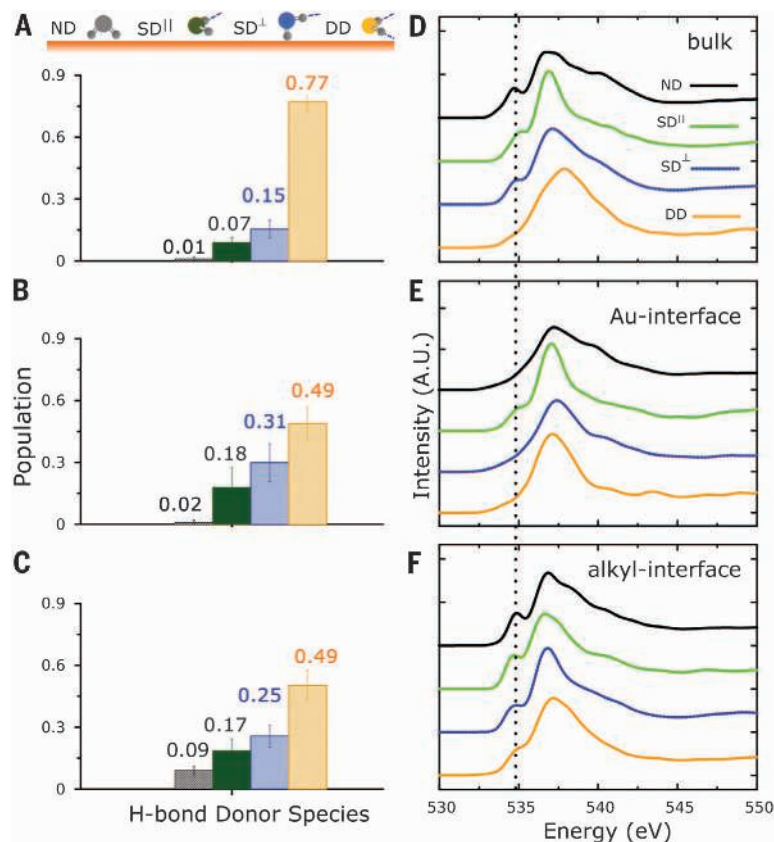 A
ND SD|| SD⊥ DD
0.9
0.6
0.3
0
0.01
0.07
0.15
0.77
B
0.9
0.6
0.3
0
0.02
0.18
0.31
0.49
Population
C
0.9
0.6
0.3
0
0.09
0.17
0.25
0.49
H-bond Donor Species
D
bulk
ND
SD||
SD⊥
DD
E
Au-interface
Intensity (A.U.)
F
alkyl-interface
530 535 540 545 550
Energy (eV)